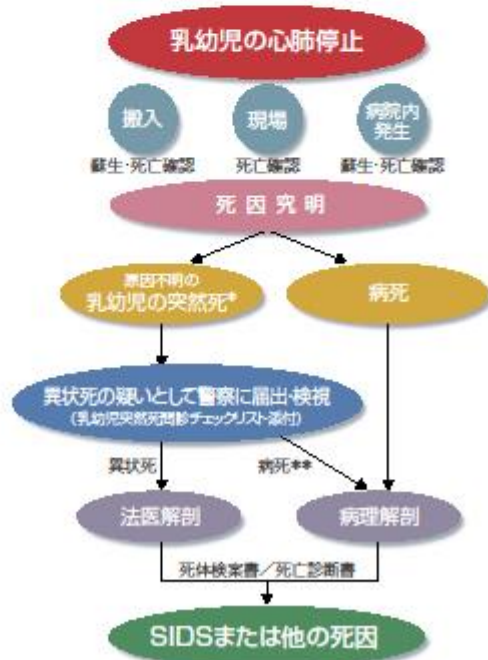 乳幼児の心肺停止
搬入
現場
病院内
発生
蘇生・死亡確認
死亡確認
蘇生・死亡確認
死因究明
原因不明の
乳幼児の突然死*
病死
異状死の疑いとして警察に届出・検視
（乳幼児突然死問診チェックリスト添付）
異状死
病死**
法医解剖
病理解剖
死体検案書／死亡診断書
SIDSまたは他の死因